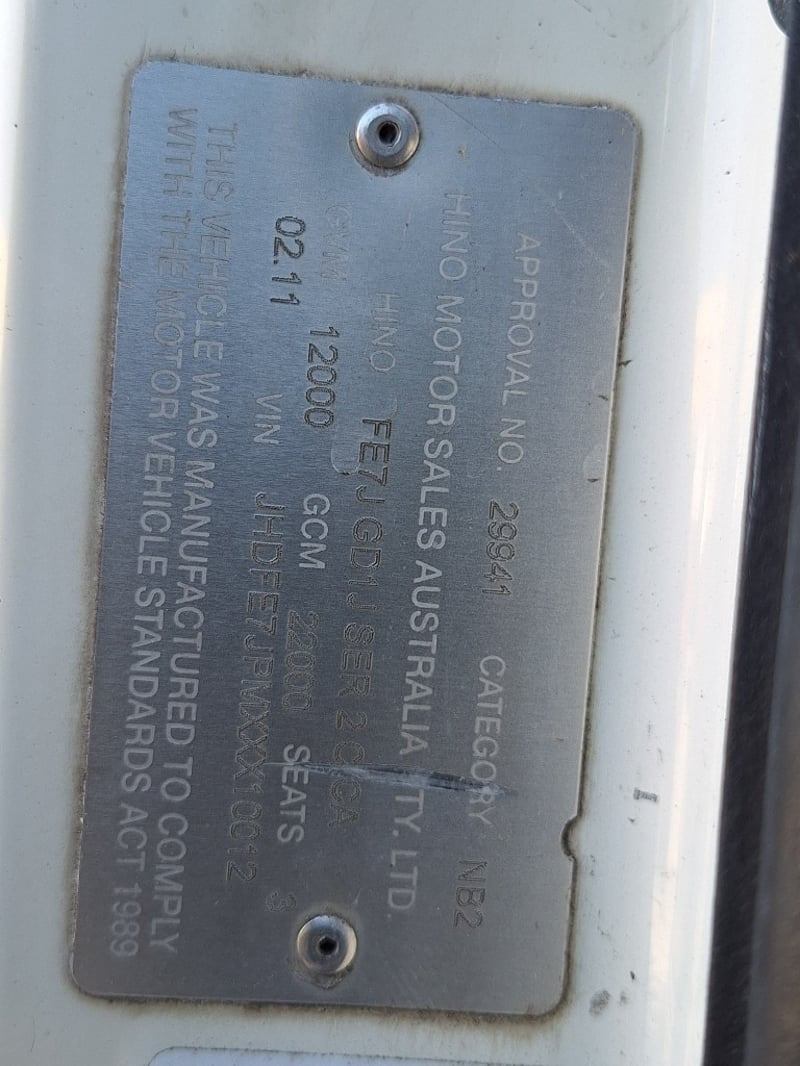 APPROVAL NO. 29941 CATEGORY NB2
HINO MOTOR SALES AUSTRALIA PTY. LTD.
HINO FE7J GD1J SER 2 C/CA
GVM 12000 GCM 22000 SEATS 3
02.11 VIN JHDFE7JPMXXX10012
THIS VEHICLE WAS MANUFACTURED TO COMPLY
WITH THE MOTOR VEHICLE STANDARDS ACT 1989